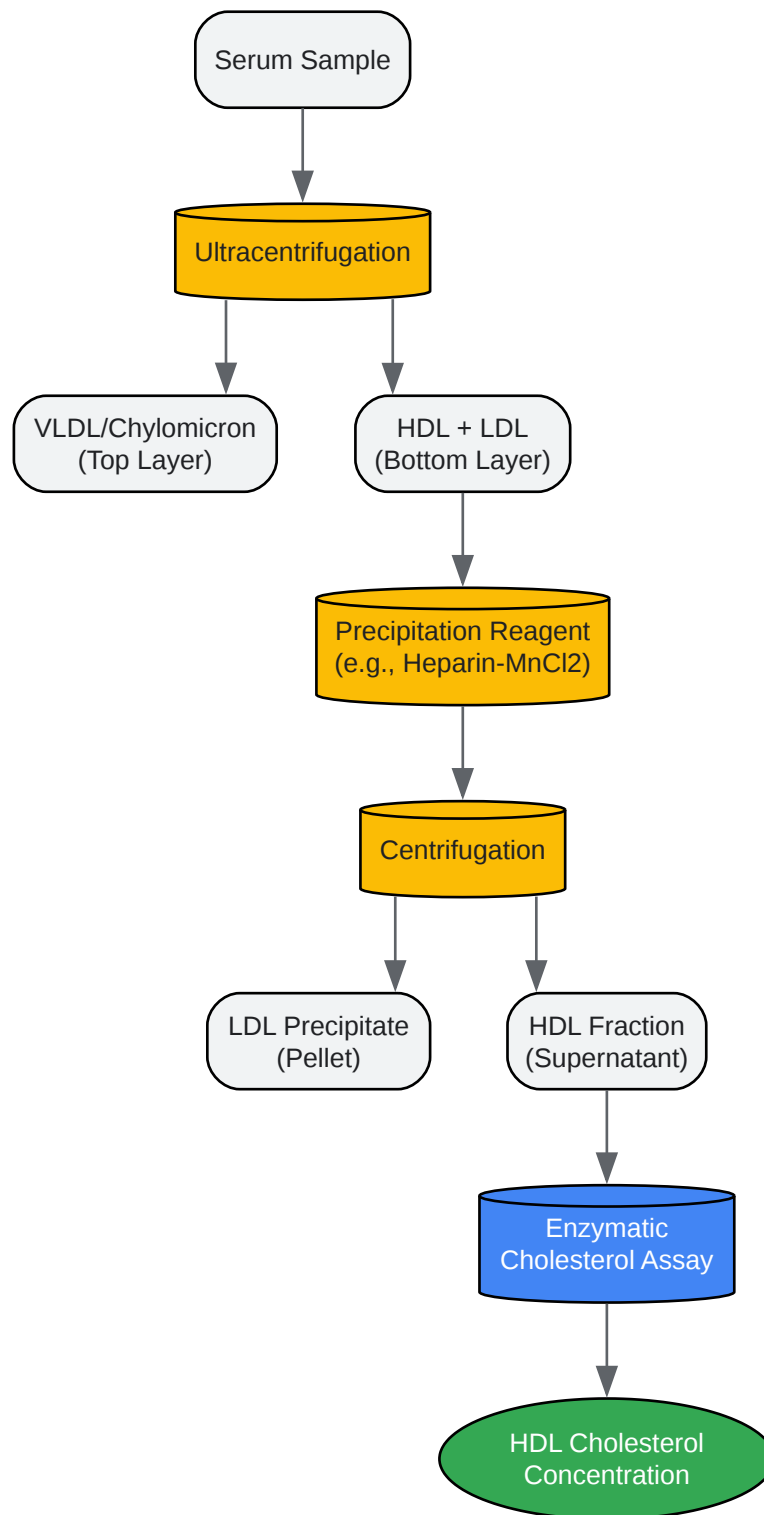 Serum Sample
Ultracentrifugation
VLDL/Chylomicron
(Top Layer)
HDL + LDL
(Bottom Layer)
Precipitation Reagent
(e.g., Heparin-MnCl2)
Centrifugation
LDL Precipitate
(Pellet)
HDL Fraction
(Supernatant)
Enzymatic
Cholesterol Assay
HDL Cholesterol
Concentration